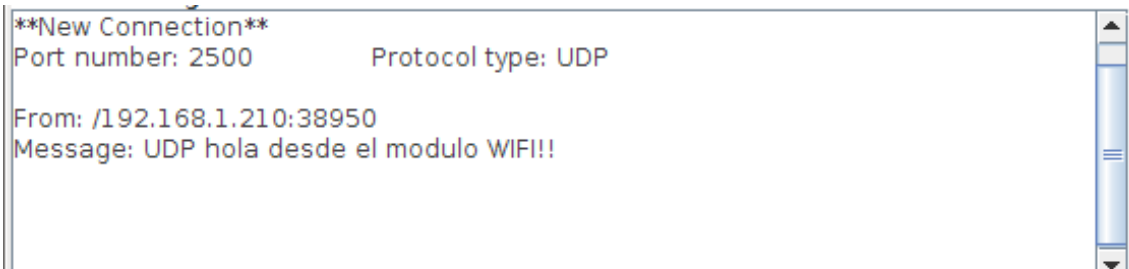 **New Connection**
Port number: 2500 Protocol type: UDP
From: /192.168.1.210:38950
Message: UDP hola desde el modulo WIFI!!